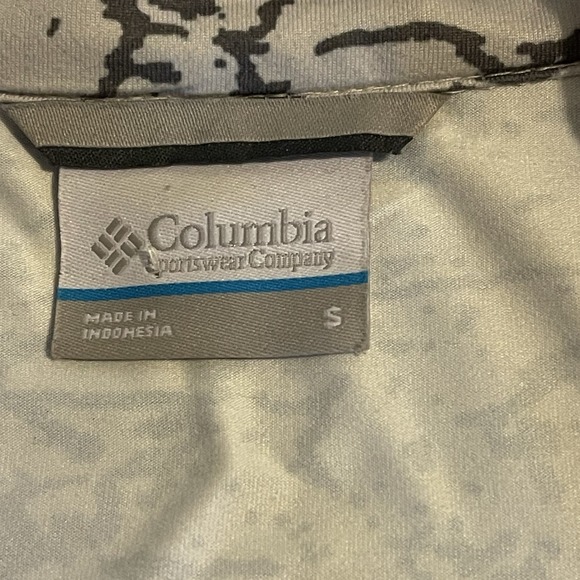 Columbia
Sportswear Company
MADE IN
INDONESIA
S